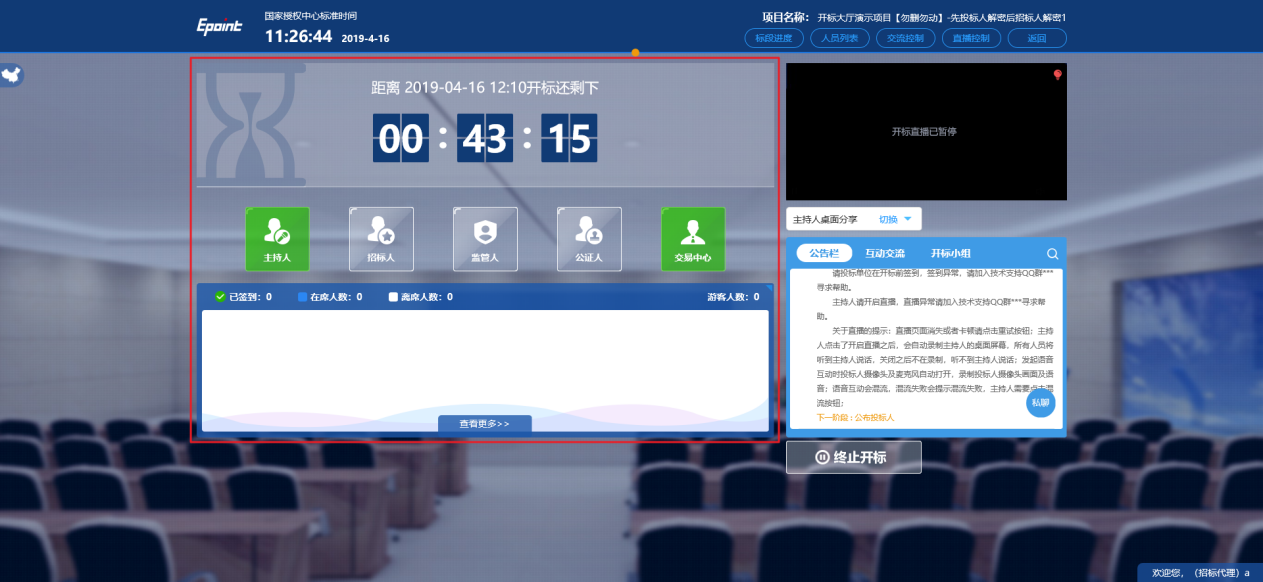 Epoint
国家授权中心标准时间
11:26:44 2019-4-16
项目名称： 开标大厅演示项目【勿删勿动】-先投标人解密后招标人解密1
标段进度 人员列表 交流控制 直播控制 返回
距离 2019-04-16 12:10开标还剩下
00 : 43 : 15
主持人 招标人 监管人 公证人 交易中心
已签到：0 在席人数：0 离席人数：0 游客人数：0
查看更多>>
开标直播已暂停
主持人桌面分享 切换
公告栏 互动交流 开标小组
请投标单位在开标前签到，签到异常，请加入技术支持QQ群***
寻求帮助。
主持人请开启直播，直播异常请加入技术支持QQ群***寻求帮
助。
关于直播的提示：直播页面消失或者卡顿请点击重试按钮；主持
人点击了开启直播之后，会自动录制主持人的桌面屏幕，所有人员将
听到主持人说话，关闭之后不在录制，听不到主持人说话；发起语音
互动时投标人摄像头及麦克风自动打开，录制投标人摄像头画面及语
音；语音互动会混流，混流失败会提示混流失败，主持人需要点击混
流按钮；
私聊
下一阶段：公布投标人
终止开标
欢迎您，（招标代理）a